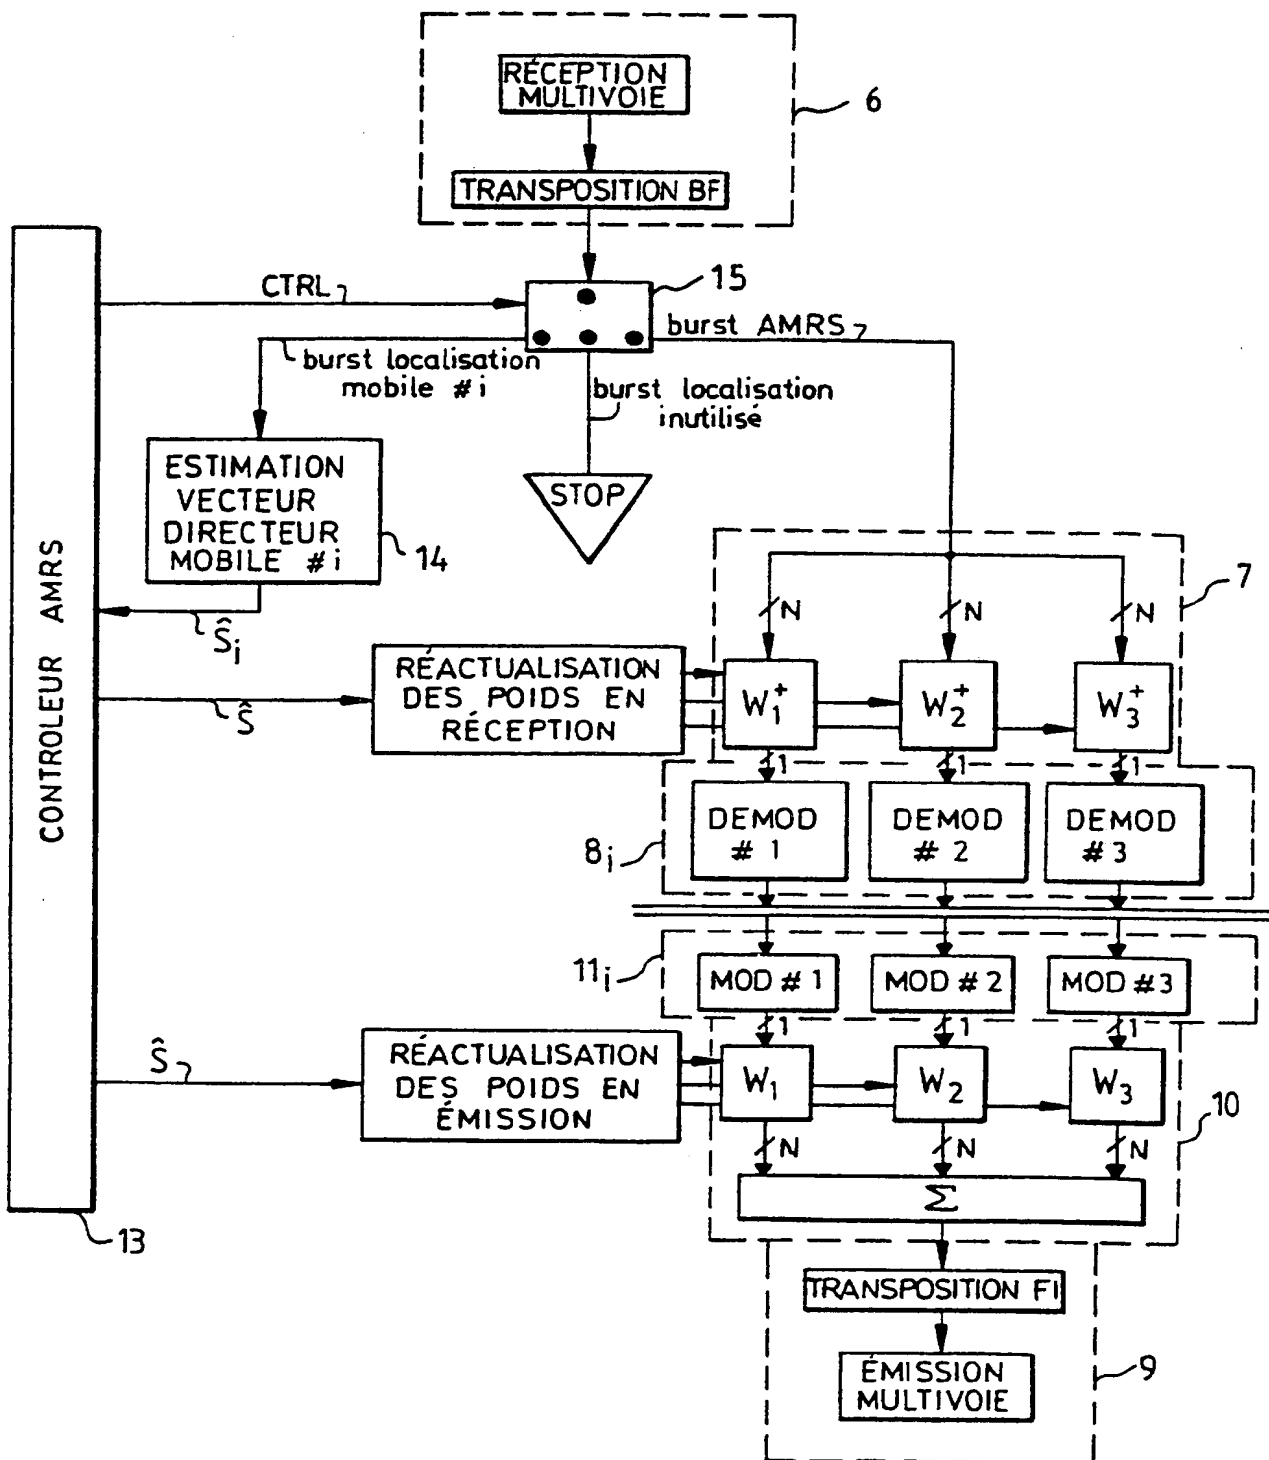 RÉCEPTION
MULTIVOIE
6
TRANSPOSITION BF
15
CTRL
burst AMRS
burst localisation
mobile # i
burst localisation
inutilisé
ESTIMATION
VECTEUR
DIRECTEUR
MOBILE # i
14
STOP
7
N
N
N
Ŝi
CONTROLEUR AMRS
RÉACTUALISATION
DES POIDS EN
RÉCEPTION
Ŝ
W1+
W2+
W3+
1
1
1
DEMOD
# 1
DEMOD
# 2
DEMOD
# 3
8i
11i
MOD # 1
MOD # 2
MOD # 3
1
1
1
Ŝ
RÉACTUALISATION
DES POIDS EN
ÉMISSION
W1
W2
W3
10
N
N
N
Σ
13
TRANSPOSITION FI
ÉMISSION
MULTIVOIE
9